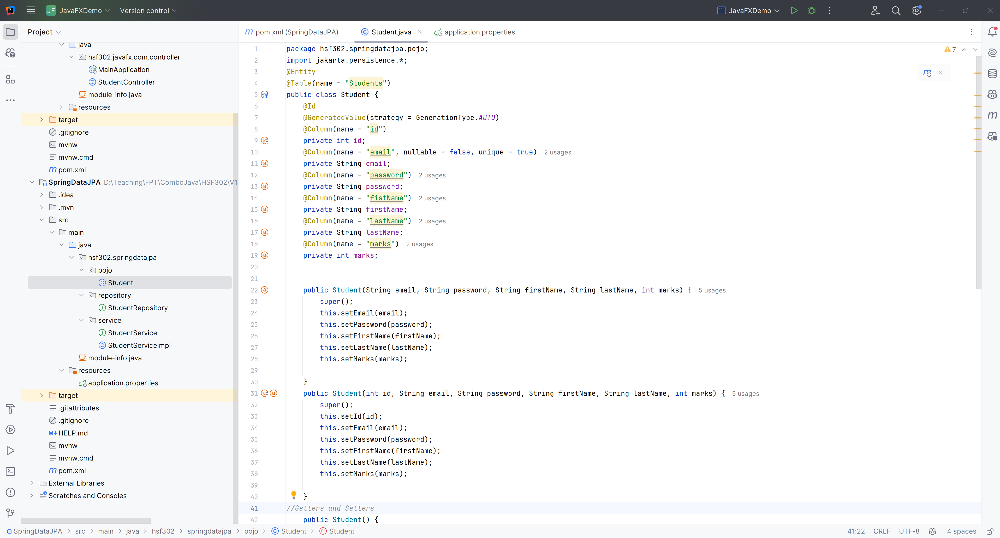 JF JavaFXDemo Version control JavaFXDemo
Project
java
hsf302.javafx.com.controller
MainApplication
StudentController
module-info.java
resources
target
.gitignore
mvnw
mvnw.cmd
pom.xml
SpringDataJPA D:\Teaching\FPT\ComboJava\HSF302\V1
.idea
.mvn
src
main
java
hsf302.springdatajpa
pojo
Student
repository
StudentRepository
service
StudentService
StudentServiceImpl
module-info.java
resources
application.properties
target
.gitattributes
.gitignore
HELP.md
mvnw
mvnw.cmd
pom.xml
External Libraries
Scratches and Consoles
pom.xml (SpringDataJPA) Student.java application.properties
7
1 package hsf302.springdatajpa.pojo;
2 import jakarta.persistence.*;
3 @Entity
4 @Table(name = "Students")
5 public class Student {
6 @Id
7 @GeneratedValue(strategy = GenerationType.AUTO)
8 @Column(name = "id")
9 private int id;
10 @Column(name = "email", nullable = false, unique = true) 2 usages
11 private String email;
12 @Column(name = "password") 2 usages
13 private String password;
14 @Column(name = "fistName") 2 usages
15 private String firstName;
16 @Column(name = "lastName") 2 usages
17 private String lastName;
18 @Column(name = "marks") 2 usages
19 private int marks;
20
21
22 public Student(String email, String password, String firstName, String lastName, int marks) { 5 usages
23 super();
24 this.setEmail(email);
25 this.setPassword(password);
26 this.setFirstName(firstName);
27 this.setLastName(lastName);
28 this.setMarks(marks);
29
30 }
31 public Student(int id, String email, String password, String firstName, String lastName, int marks) { 5 usages
32 super();
33 this.setId(id);
34 this.setEmail(email);
35 this.setPassword(password);
36 this.setFirstName(firstName);
37 this.setLastName(lastName);
38 this.setMarks(marks);
39
40 }
41 //Getters and Setters
42 public Student() {
SpringDataJPA > src > main > java > hsf302 > springdatajpa > pojo > Student > Student 41:22 CRLF UTF-8 4 spaces